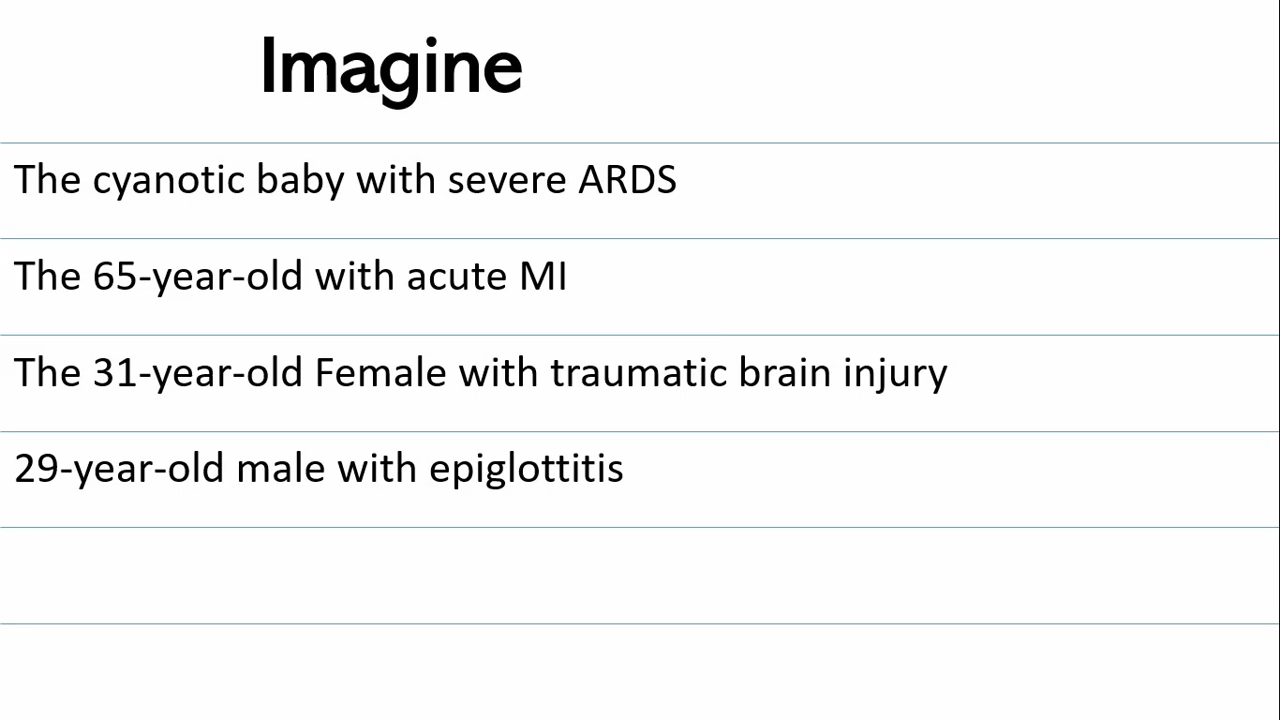 Imagine
The cyanotic baby with severe ARDS
The 65-year-old with acute MI
The 31-year-old Female with traumatic brain injury
29-year-old male with epiglottitis